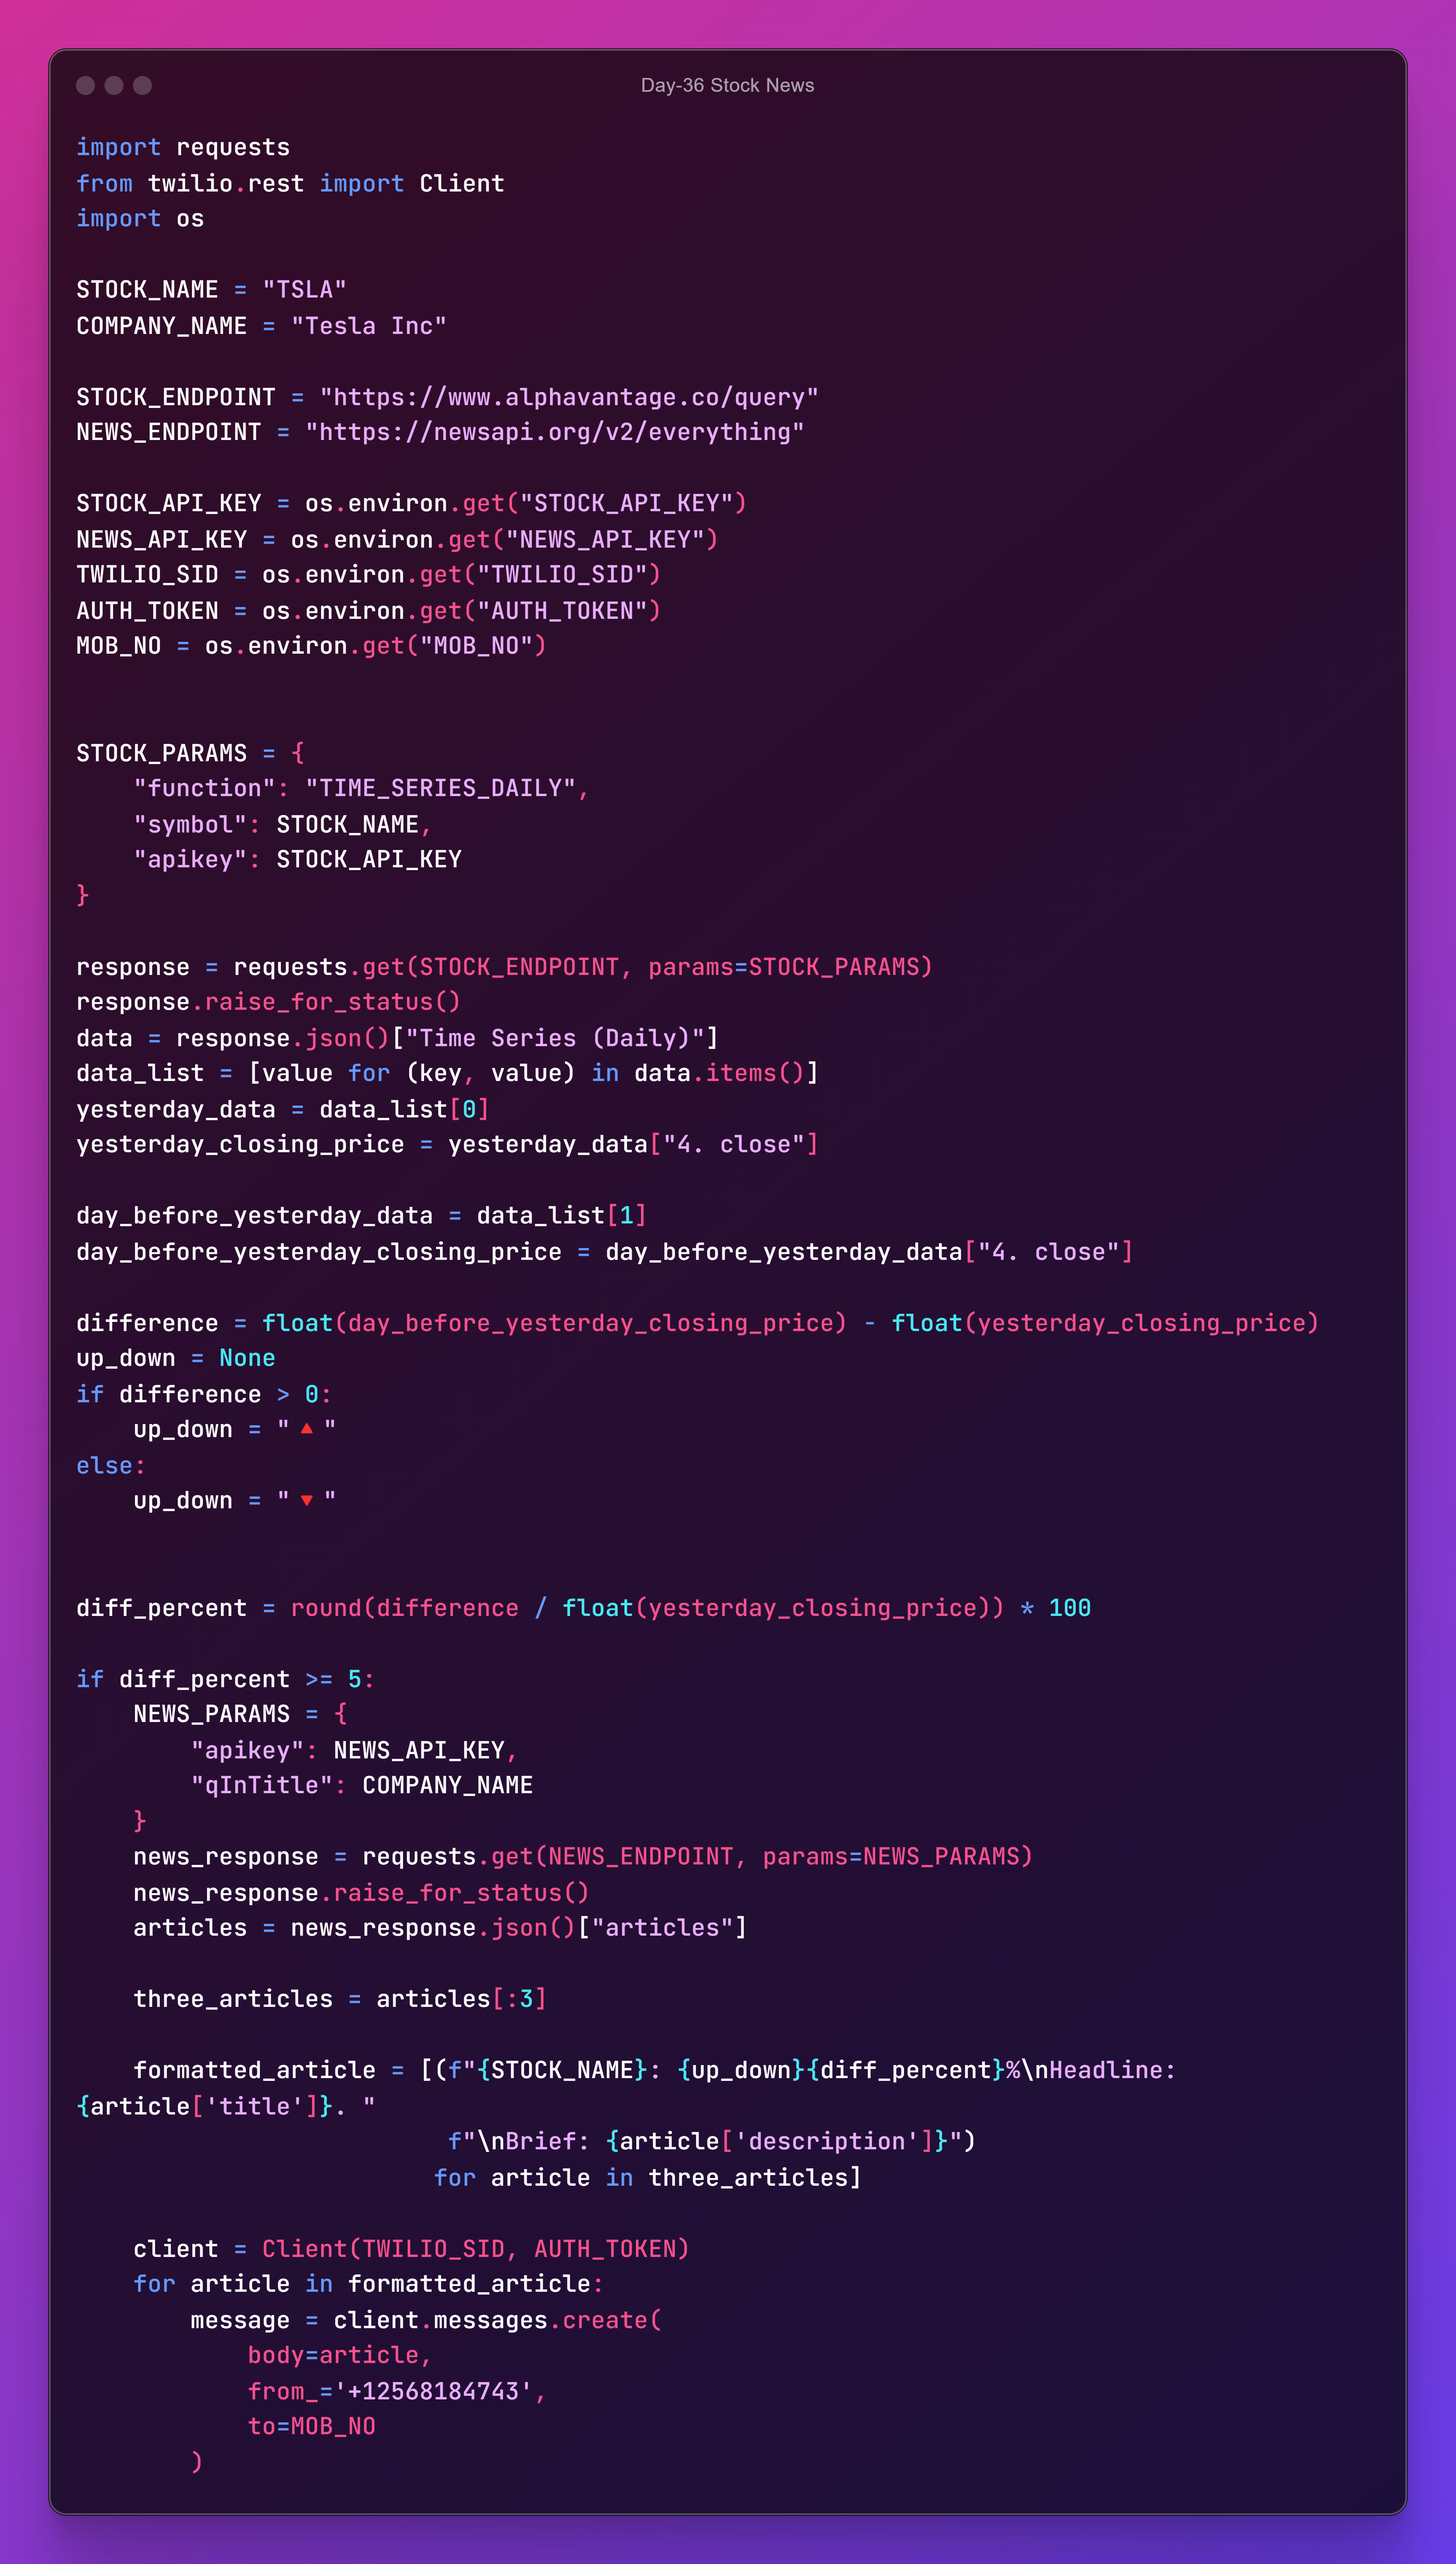 Day-36 Stock News
import requests
from twilio.rest import Client
import os
STOCK_NAME = "TSLA"
COMPANY_NAME = "Tesla Inc"
STOCK_ENDPOINT = "https://www.alphavantage.co/query"
NEWS_ENDPOINT = "https://newsapi.org/v2/everything"
STOCK_API_KEY = os.environ.get("STOCK_API_KEY")
NEWS_API_KEY = os.environ.get("NEWS_API_KEY")
TWILIO_SID = os.environ.get("TWILIO_SID")
AUTH_TOKEN = os.environ.get("AUTH_TOKEN")
MOB_NO = os.environ.get("MOB_NO")
STOCK_PARAMS = {
    "function": "TIME_SERIES_DAILY",
    "symbol": STOCK_NAME,
    "apikey": STOCK_API_KEY
}
response = requests.get(STOCK_ENDPOINT, params=STOCK_PARAMS)
response.raise_for_status()
data = response.json()["Time Series (Daily)"]
data_list = [value for (key, value) in data.items()]
yesterday_data = data_list[0]
yesterday_closing_price = yesterday_data["4. close"]
day_before_yesterday_data = data_list[1]
day_before_yesterday_closing_price = day_before_yesterday_data["4. close"]
difference = float(day_before_yesterday_closing_price) - float(yesterday_closing_price)
up_down = None
if difference > 0:
    up_down = "🔺"
else:
    up_down = "🔻"
diff_percent = round(difference / float(yesterday_closing_price)) * 100
if diff_percent >= 5:
    NEWS_PARAMS = {
        "apikey": NEWS_API_KEY,
        "qInTitle": COMPANY_NAME
    }
    news_response = requests.get(NEWS_ENDPOINT, params=NEWS_PARAMS)
    news_response.raise_for_status()
    articles = news_response.json()["articles"]
    three_articles = articles[:3]
    formatted_article = [(f"{STOCK_NAME}: {up_down}{diff_percent}%\nHeadline:
{article['title']}. "
                          f"\nBrief: {article['description']}")
                         for article in three_articles]
    client = Client(TWILIO_SID, AUTH_TOKEN)
    for article in formatted_article:
        message = client.messages.create(
            body=article,
            from_='+12568184743',
            to=MOB_NO
        )